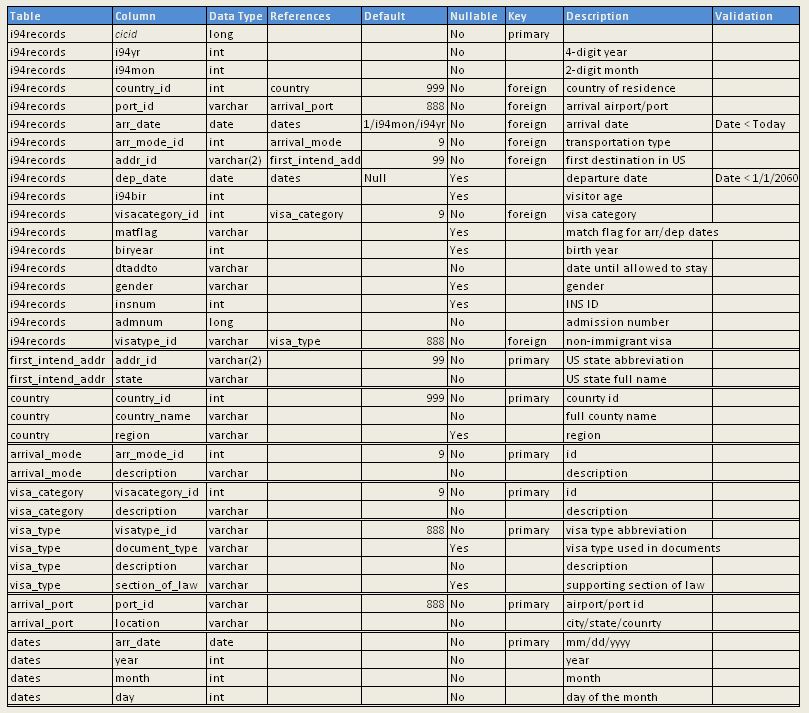 Table Column Data Type References Default Nullable Key Description Validation
i94records cicid long No primary
i94records i94yr int No 4-digit year
i94records i94mon int No 2-digit month
i94records country_id int country 999 No foreign country of residence
i94records port_id varchar arrival_port 888 No foreign arrival airport/port
i94records arr_date date dates 1/i94mon/i94yr No foreign arrival date Date < Today
i94records arr_mode_id int arrival_mode 9 No foreign transportation type
i94records addr_id varchar(2) first_intend_add 99 No foreign first destination in US
i94records dep_date date dates Null Yes departure date Date < 1/1/2060
i94records i94bir int Yes visitor age
i94records visacategory_id int visa_category 9 No foreign visa category
i94records matflag varchar Yes match flag for arr/dep dates
i94records biryear int Yes birth year
i94records dtaddto varchar No date until allowed to stay
i94records gender varchar Yes gender
i94records insnum int Yes INS ID
i94records admnum long No admission number
i94records visatype_id varchar visa_type 888 No foreign non-immigrant visa
first_intend_addr addr_id varchar(2) 99 No primary US state abbreviation
first_intend_addr state varchar No US state full name
country country_id int 999 No primary counrty id
country country_name varchar No full county name
country region varchar Yes region
arrival_mode arr_mode_id int 9 No primary id
arrival_mode description varchar No description
visa_category visacategory_id int 9 No primary id
visa_category description varchar No description
visa_type visatype_id varchar 888 No primary visa type abbreviation
visa_type document_type varchar Yes visa type used in documents
visa_type description varchar No description
visa_type section_of_law varchar Yes supporting section of law
arrival_port port_id varchar 888 No primary airport/port id
arrival_port location varchar No city/state/counrty
dates arr_date date No primary mm/dd/yyyy
dates year int No year
dates month int No month
dates day int No day of the month